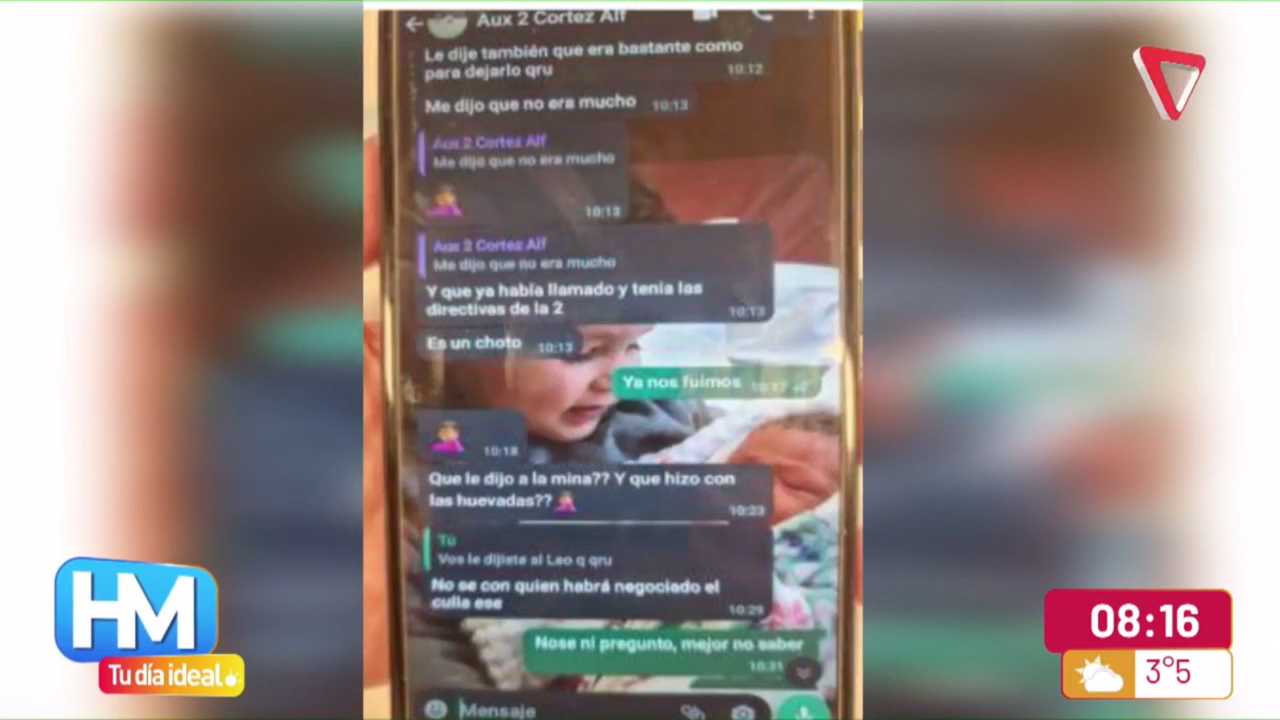 Aux 2 Cortez Alf
Le dije también que era bastante como
para dejarlo qru
10:12
Me dijo que no era mucho
10:13
Aux 2 Cortez Alf
Me dijo que no era mucho
10:13
Aux 2 Cortez Alf
Me dijo que no era mucho
Y que ya habia llamado y tenia las
directivas de la 2
10:13
Es un choto
10:13
Ya nos fuimos
10:18
Que le dijo a la mina?? Y que hizo con
las huevadas??
10:23
Tú
Vos le dijiste al Leo q qru
No se con quien habrá negociado el
culla ese
10:29
Nose ni pregunto, mejor no saber
10:31
Mensaje
HM
Tu día ideal
08:16
3°5